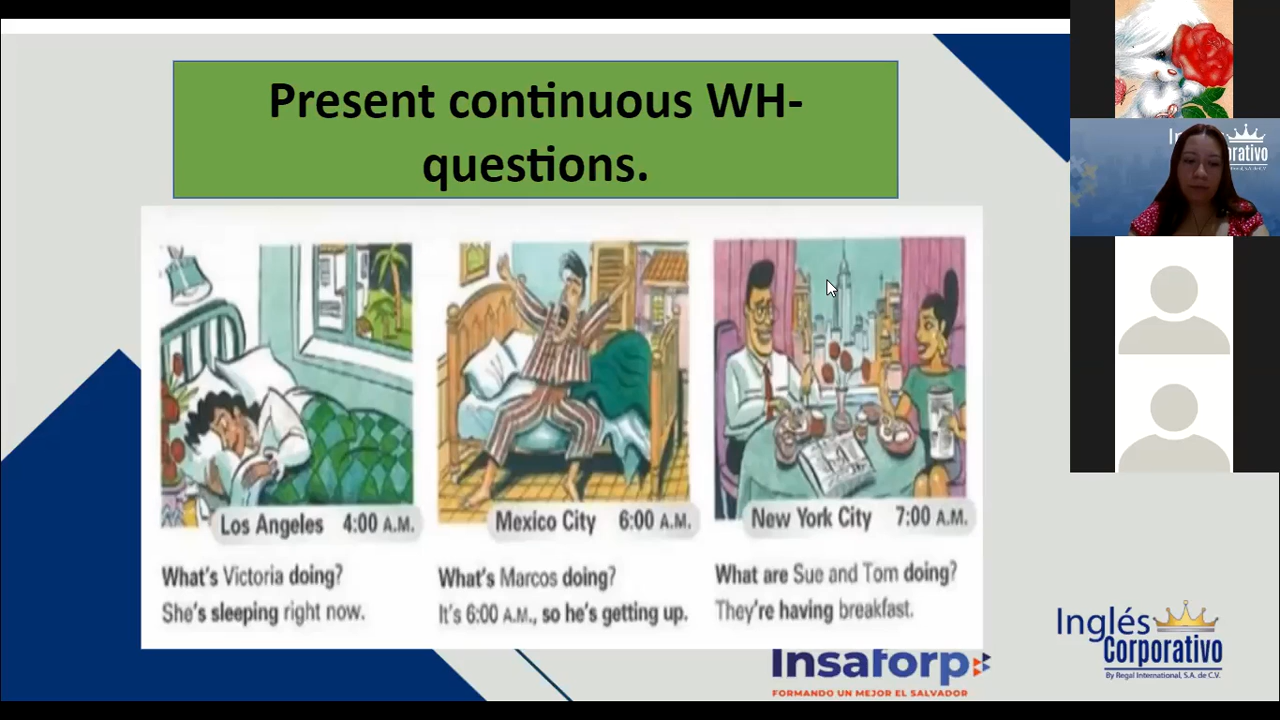 Present continuous WH-
questions.
Los Angeles 4:00 A.M.
Mexico City 6:00 A.M.
New York City 7:00 A.M.
What's Victoria doing?
She's sleeping right now.
What's Marcos doing?
It's 6:00 A.M., so he's getting up.
What are Sue and Tom doing?
They're having breakfast.
Insaforp
FORMANDO UN MEJOR EL SALVADOR
Inglés
Corporativo
By Regal International, S.A. de C.V.